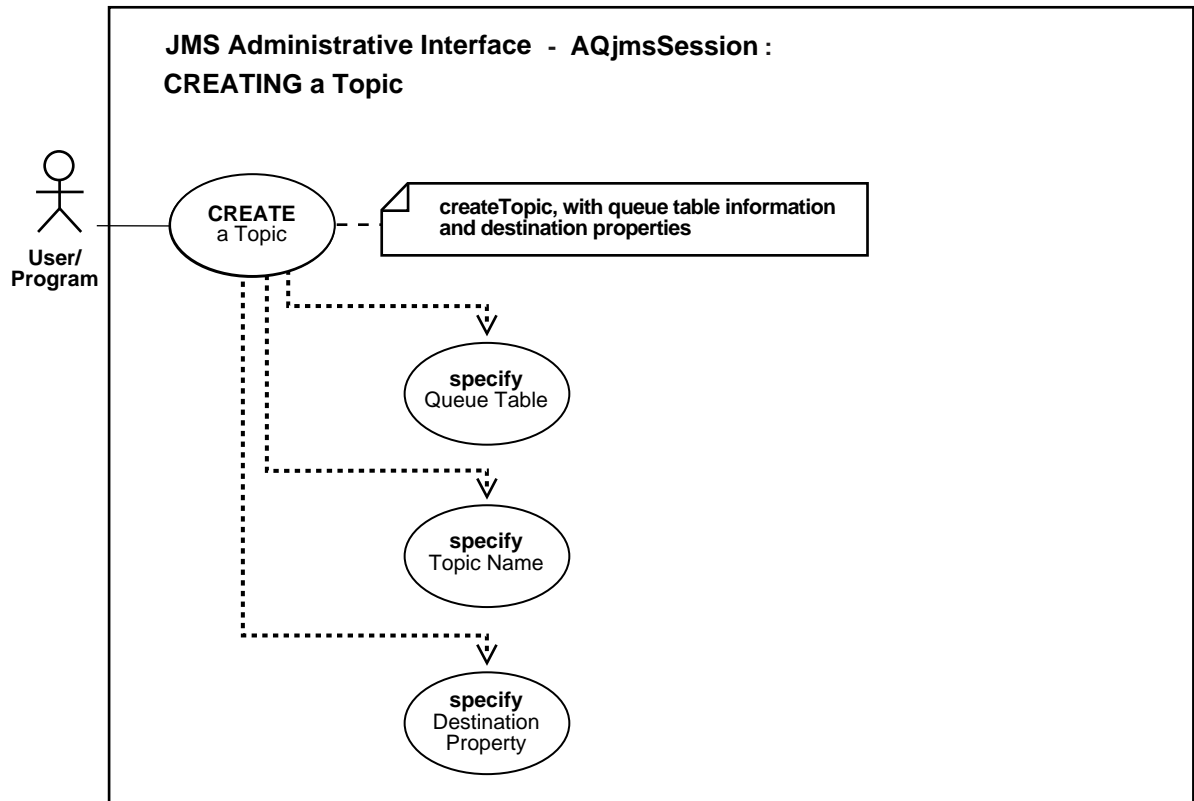 JMS Administrative Interface - AQjmsSession :
CREATING a Topic
User/
Program
CREATE
a Topic
createTopic, with queue table information
and destination properties
specify
Queue Table
specify
Topic Name
specify
Destination
Property